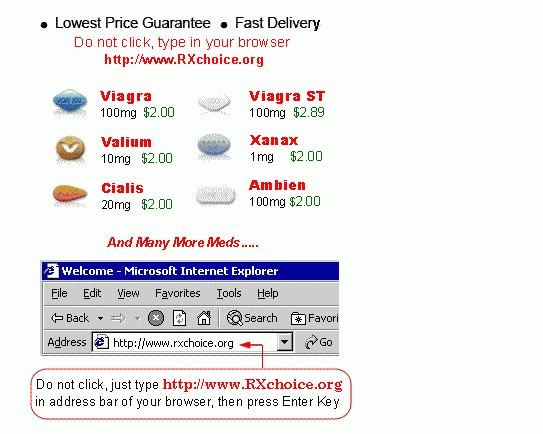 ● Lowest Price Guarantee ● Fast Delivery
Do not click, type in your browser
http://www.RXchoice.org
Viagra Viagra ST
100mg $2.00 100mg $2.89
Valium Xanax
10mg $2.00 1mg $2.00
Cialis Ambien
20mg $2.00 100mg $2.00
And Many More Meds.....
Welcome - Microsoft Internet Explorer
File Edit View Favorites Tools Help
Back Search Favori
Address http://www.rxchoice.org Go
Do not click, just type http://www.RXchoice.org
in address bar of your browser, then press Enter Key